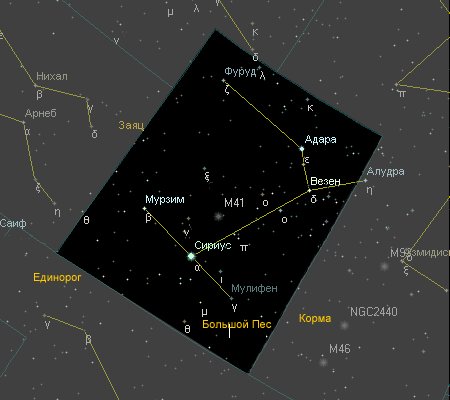 μ
λ
γ
ν
ε
κ
δ
Фуруд
λ
Нихал
β
γ
ζ
π
κ
Арнеб
α
δ
Заяц
Адара
ε
ξ
Везен
Алудра
ξ
Мурзим
ο
δ
η
η
M41
ο
Саиф
θ
β
ν
Сириус
π
α
ξ
Единорог
ι
Мулифен
γ
NGC2440
μ
Корма
γ
θ
Большой Пес
β
M46